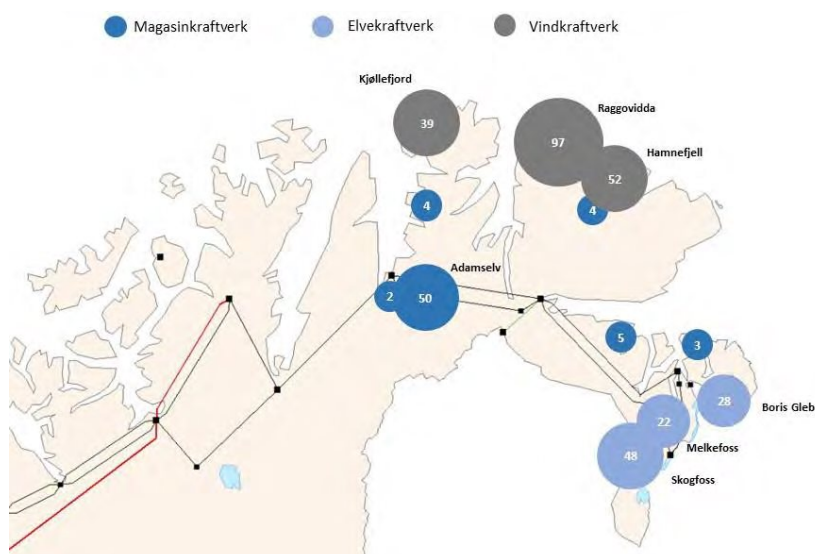 Magasinkraftverk Elvekraftverk Vindkraftverk
Kjøllefjord
39
Raggovidda
97
Hamnefjell
52
4
4
Adamselv
2
50
5
3
28
Boris Gleb
22
Melkefoss
48
Skogfoss